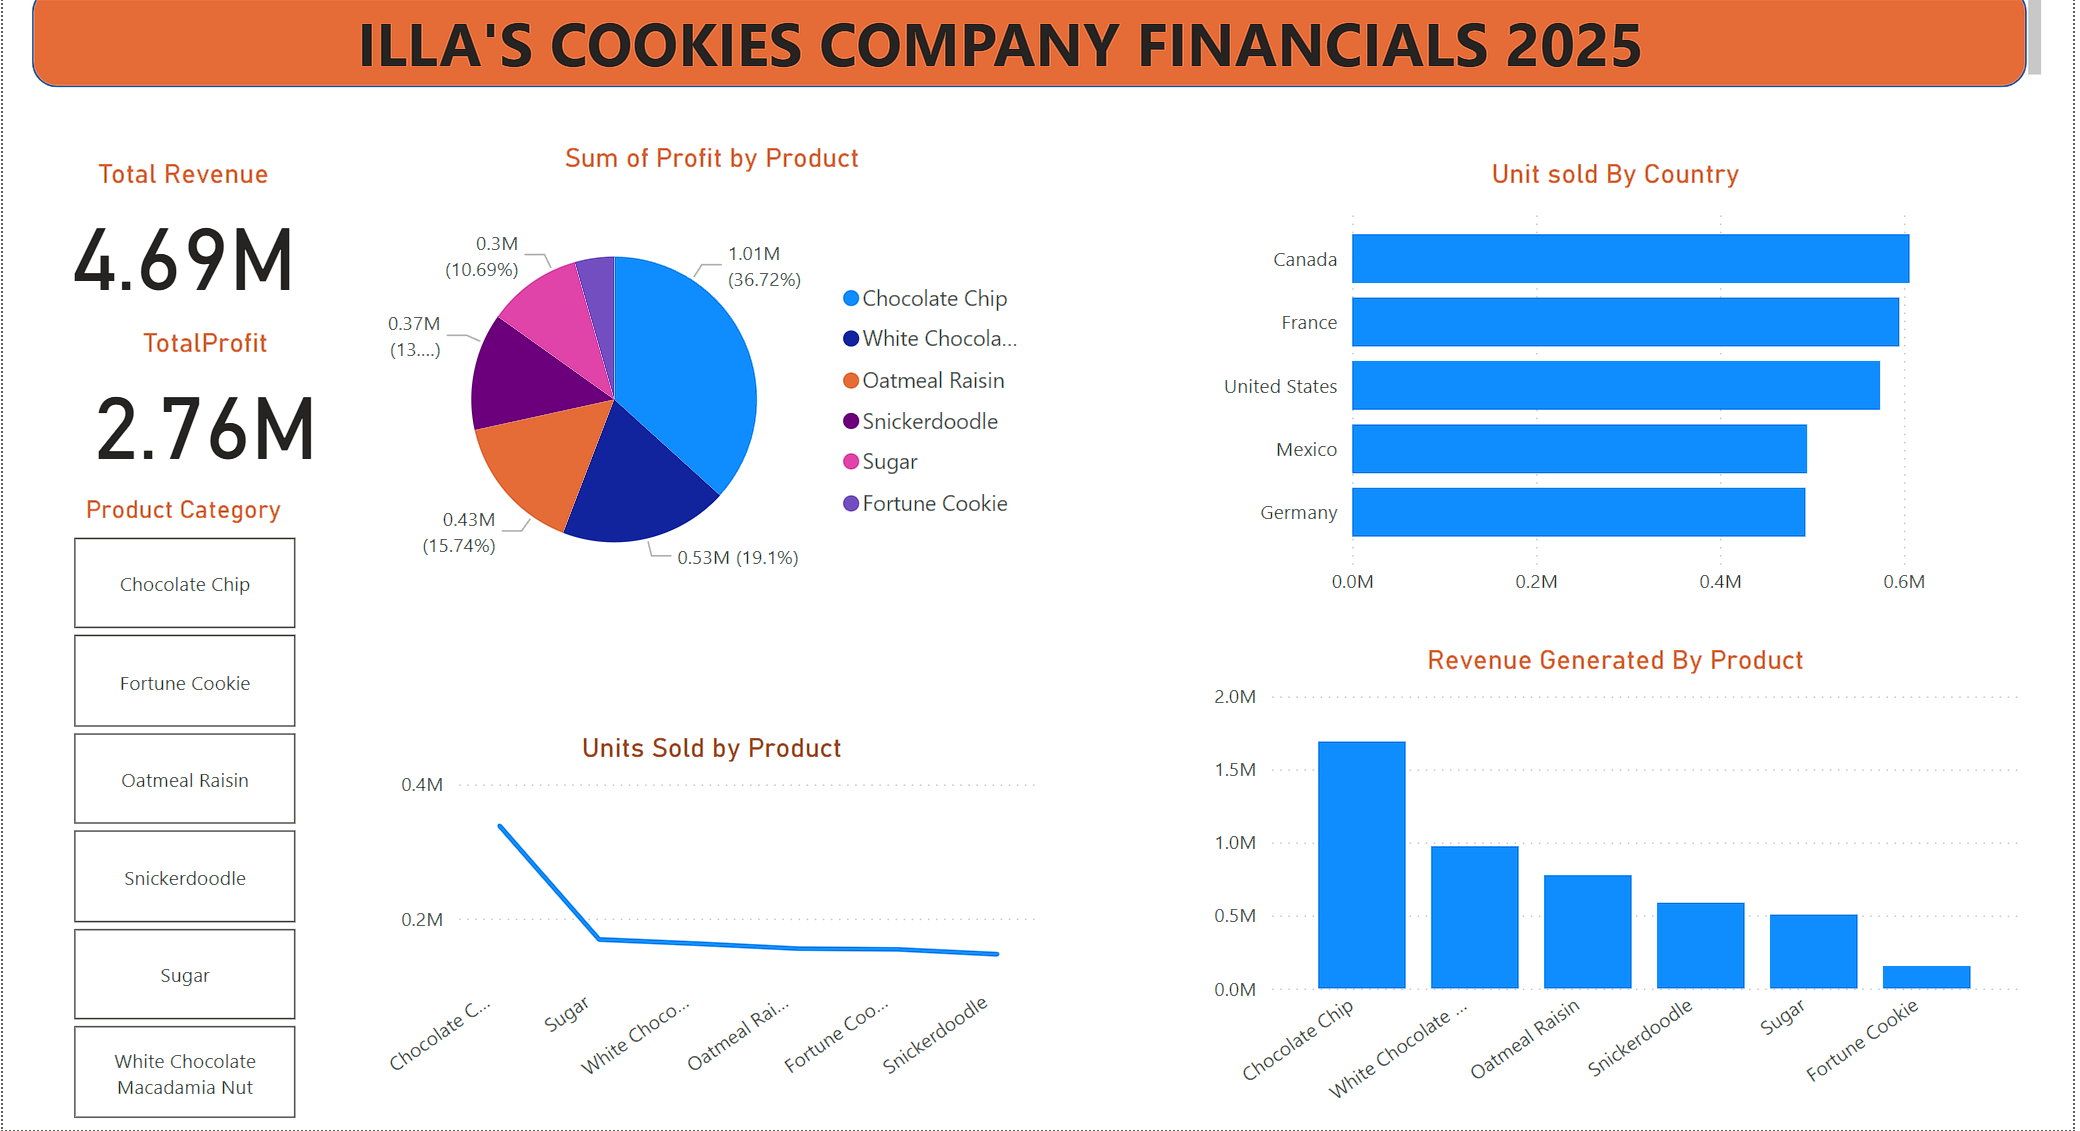 ILLA'S COOKIES COMPANY FINANCIALS 2025
Total Revenue
4.69M
TotalProfit
2.76M
Product Category
Chocolate Chip
Fortune Cookie
Oatmeal Raisin
Snickerdoodle
Sugar
White Chocolate
Macadamia Nut
Sum of Profit by Product
0.3M
(10.69%)
1.01M
(36.72%)
0.37M
(13....)
0.43M
(15.74%)
0.53M (19.1%)
Chocolate Chip
White Chocola...
Oatmeal Raisin
Snickerdoodle
Sugar
Fortune Cookie
Units Sold by Product
0.4M
0.2M
Chocolate C...
Sugar
White Choco...
Oatmeal Rai...
Fortune Coo...
Snickerdoodle
Unit sold By Country
Canada
France
United States
Mexico
Germany
0.0M
0.2M
0.4M
0.6M
Revenue Generated By Product
2.0M
1.5M
1.0M
0.5M
0.0M
Chocolate Chip
White Chocolate ...
Oatmeal Raisin
Snickerdoodle
Sugar
Fortune Cookie